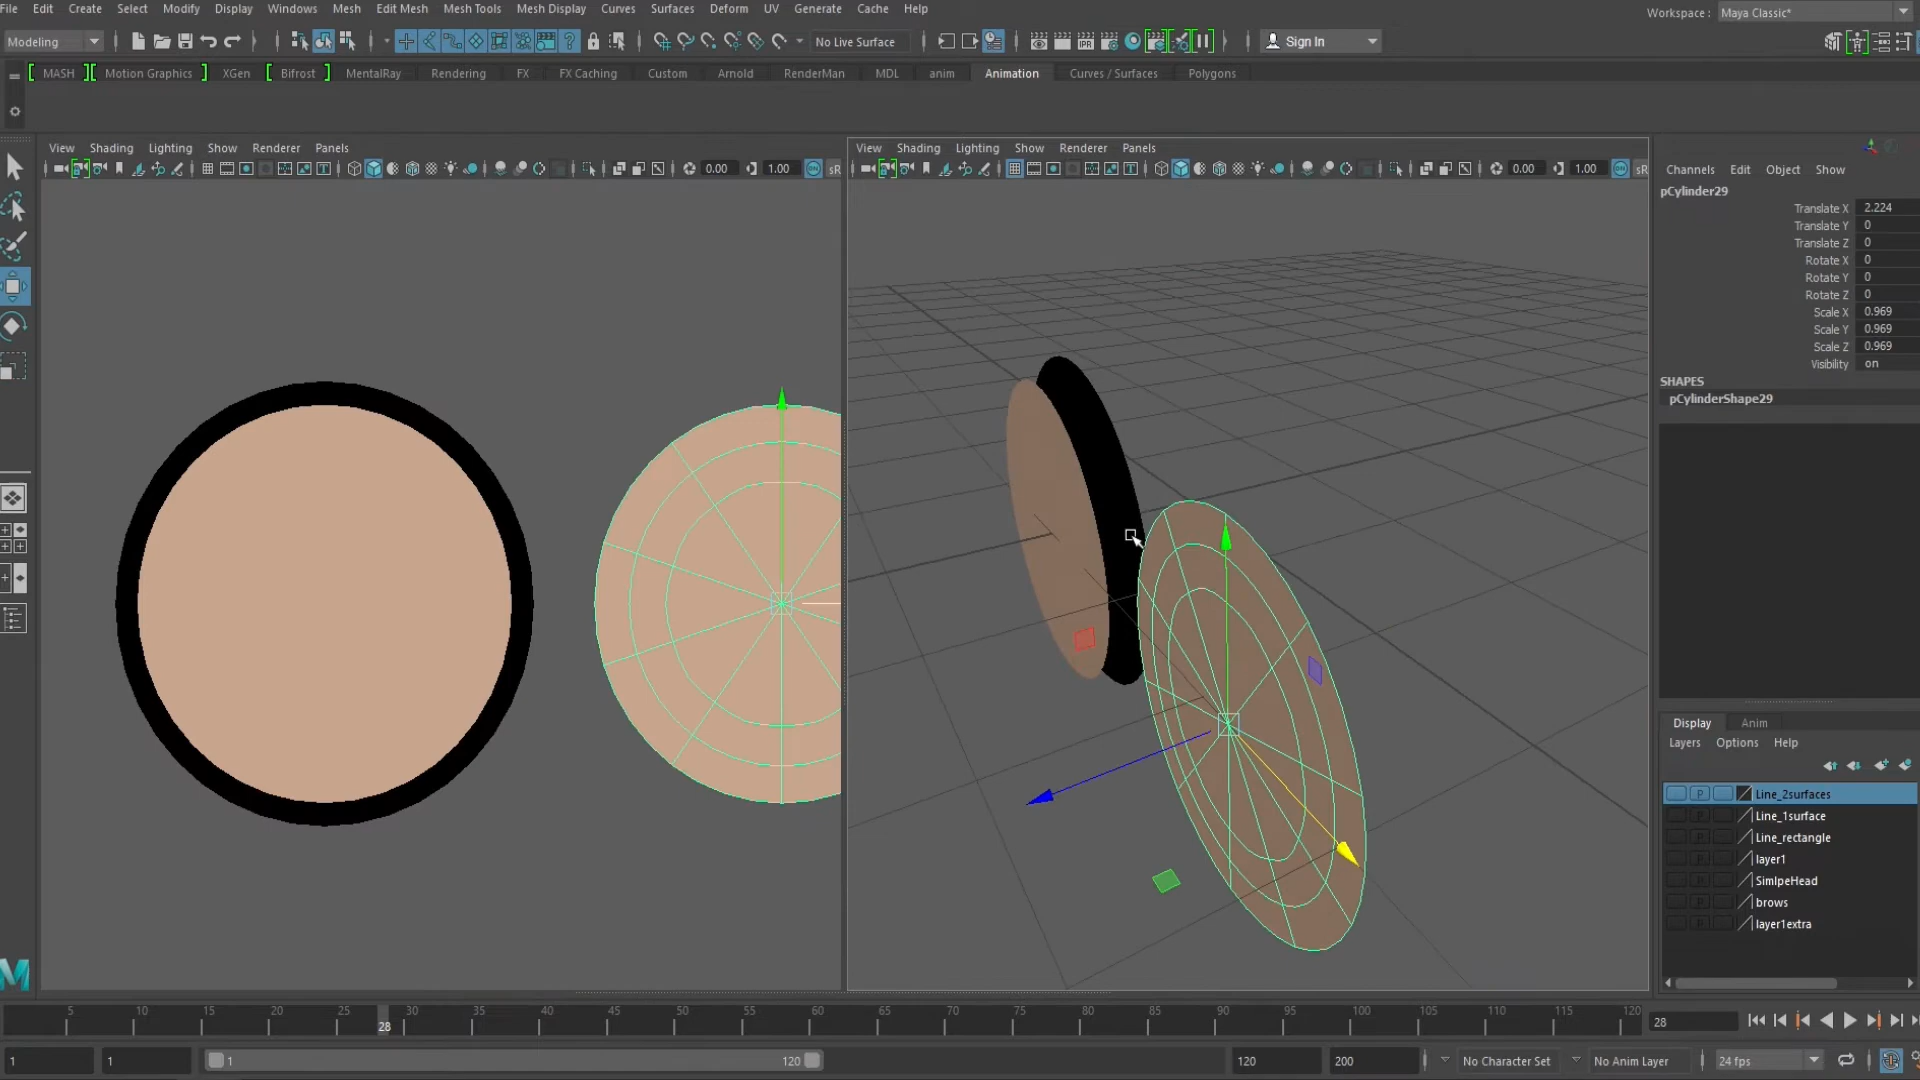 File Edit Create Select Modify Display Windows Mesh Edit Mesh Mesh Tools Mesh Display Curves Surfaces Deform UV Generate Cache Help
Workspace : Maya Classic*
Modeling No Live Surface IPR Sign In
MASH Motion Graphics XGen Bifrost MentalRay Rendering FX FX Caching Custom Arnold RenderMan MDL anim Animation Curves / Surfaces Polygons
View Shading Lighting Show Renderer Panels
0.00 1.00 sR
View Shading Lighting Show Renderer Panels
0.00 1.00 sR
Channels Edit Object Show
pCylinder29
Translate X 2.224
Translate Y 0
Translate Z 0
Rotate X 0
Rotate Y 0
Rotate Z 0
Scale X 0.969
Scale Y 0.969
Scale Z 0.969
Visibility on
SHAPES
pCylinderShape29
Display Anim
Layers Options Help
P Line_2surfaces
P Line_1surface
P Line_rectangle
P layer1
P SimlpeHead
P brows
P layer1extra
5 10 15 20 25 30 35 40 45 50 55 60 65 70 75 80 85 90 95 100 105 110 115 120
28
28
1 1 1 120 120 200 No Character Set No Anim Layer 24 fps